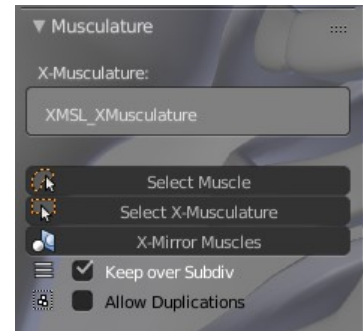 Musculature
X-Musculature:
XMSL_XMusculature
Select Muscle
Select X-Musculature
X-Mirror Muscles
Keep over Subdiv
Allow Duplications